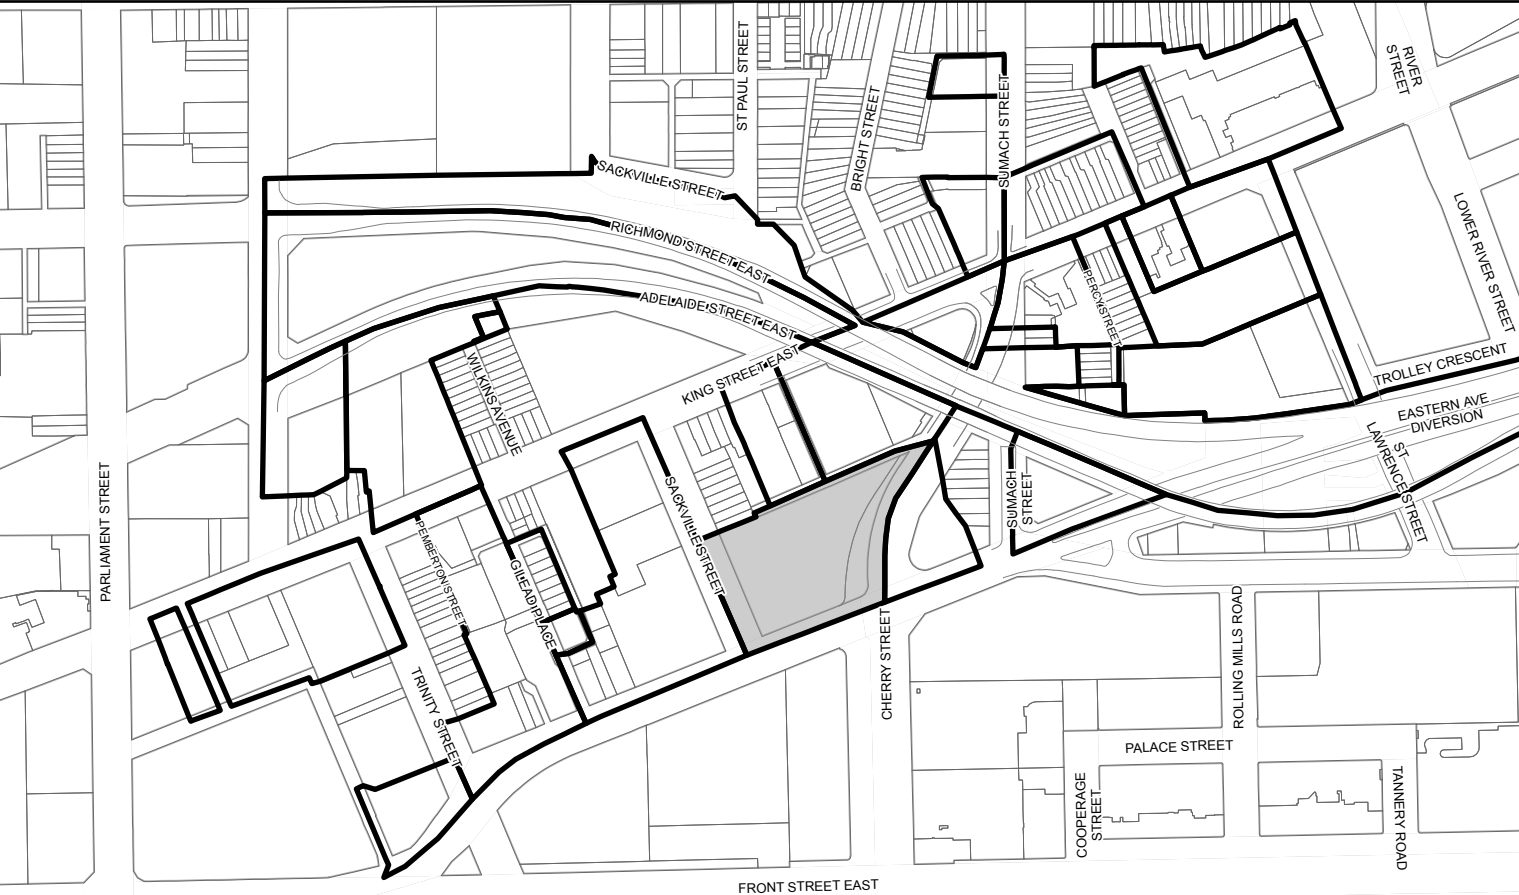 RIVER
STREET
ST PAUL STREET
BRIGHT STREET
SUMACH STREET
SACKVILLE STREET
RICHMOND STREET EAST
ADELAIDE STREET EAST
LOWER RIVER STREET
PERCY STREET
KING STREET EAST
WILKINS AVENUE
TROLLEY CRESCENT
EASTERN AVE
DIVERSION
ST
LAWRENCE STREET
PARLIAMENT STREET
SUMACH
STREET
SACKVILLE STREET
PEMBERTON STREET
GILEAD PLACE
TRINITY STREET
CHERRY STREET
ROLLING MILLS ROAD
PALACE STREET
COOPERAGE
STREET
TANNERY ROAD
FRONT STREET EAST